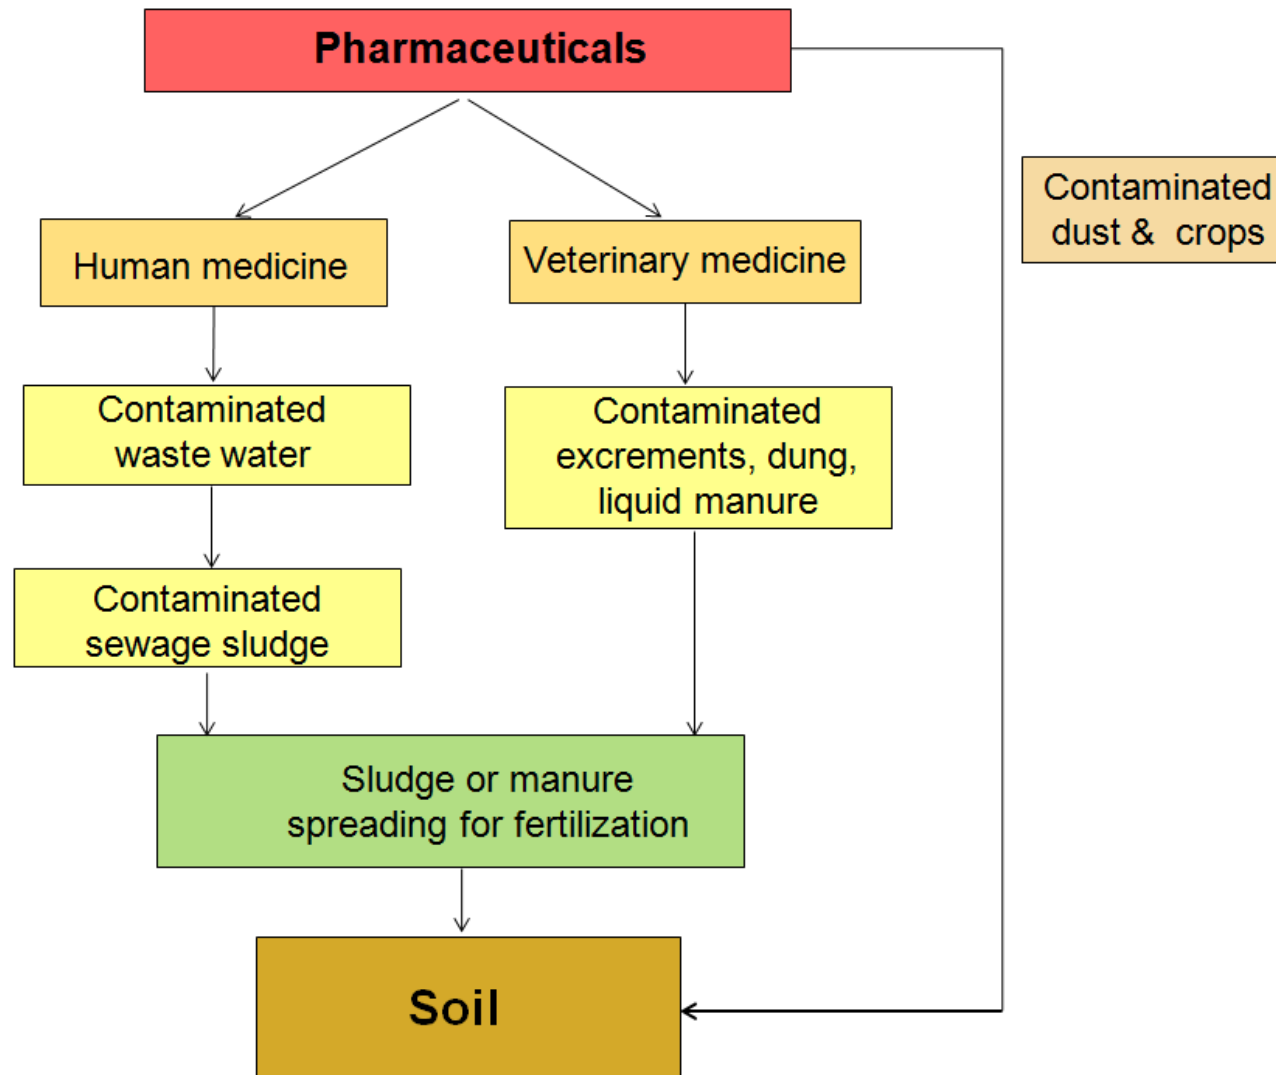 Pharmaceuticals
Contaminated
dust & crops
Human medicine
Veterinary medicine
Contaminated
waste water
Contaminated
excrements, dung,
liquid manure
Contaminated
sewage sludge
Sludge or manure
spreading for fertilization
Soil